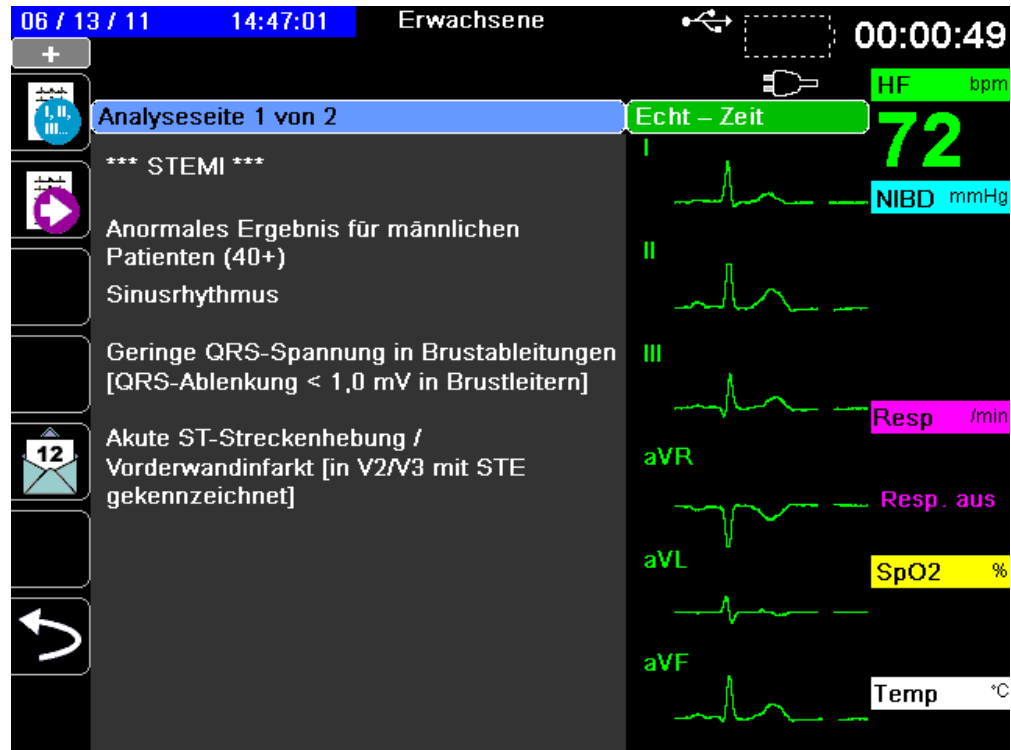 06 / 13 / 11 14:47:01 Erwachsene
00:00:49
+
I, II, III...
12
Analyseseite 1 von 2
*** STEMI ***
Anormales Ergebnis für männlichen
Patienten (40+)
Sinusrhythmus
Geringe QRS-Spannung in Brustableitungen
[QRS-Ablenkung < 1,0 mV in Brustleitern]
Akute ST-Streckenhebung /
Vorderwandinfarkt [in V2/V3 mit STE
gekennzeichnet]
Echt – Zeit
I
II
III
aVR
aVL
aVF
HF bpm
72
NIBD mmHg
Resp /min
Resp. aus
SpO2 %
Temp °C